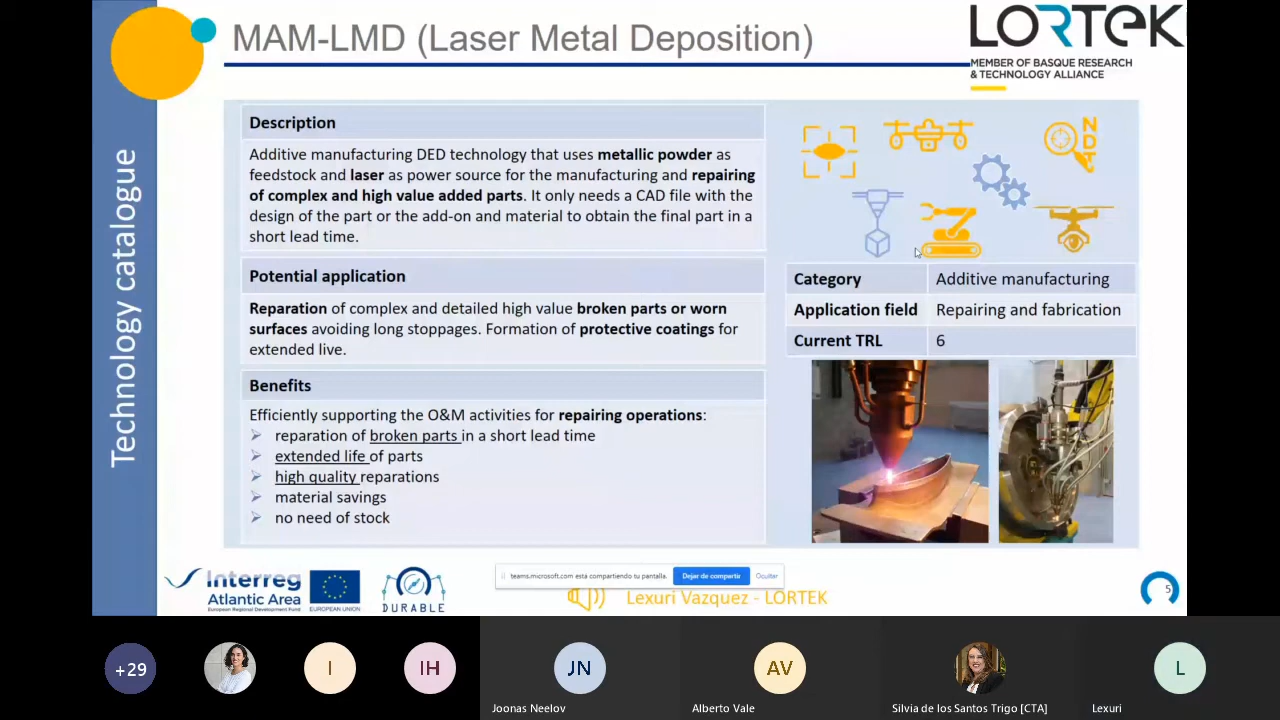 MAM-LMD (Laser Metal Deposition)
LORTEK
MEMBER OF BASQUE RESEARCH
& TECHNOLOGY ALLIANCE
Technology catalogue
Description
Additive manufacturing DED technology that uses metallic powder as
feedstock and laser as power source for the manufacturing and repairing
of complex and high value added parts. It only needs a CAD file with the
design of the part or the add-on and material to obtain the final part in a
short lead time.
Potential application
Reparation of complex and detailed high value broken parts or worn
surfaces avoiding long stoppages. Formation of protective coatings for
extended live.
Benefits
Efficiently supporting the O&M activities for repairing operations:
reparation of broken parts in a short lead time
extended life of parts
high quality reparations
material savings
no need of stock
NDT
Category Additive manufacturing
Application field Repairing and fabrication
Current TRL 6
Interreg
Atlantic Area
European Regional Development Fund
EUROPEAN UNION
DURABLE
teams.microsoft.com está compartiendo tu pantalla. Dejar de compartir Ocultar
Lexuri Vazquez - LORTEK
5
+29
I
IH
JN
AV
L
Joonas Neelov
Alberto Vale
Silvia de los Santos Trigo [CTA]
Lexuri